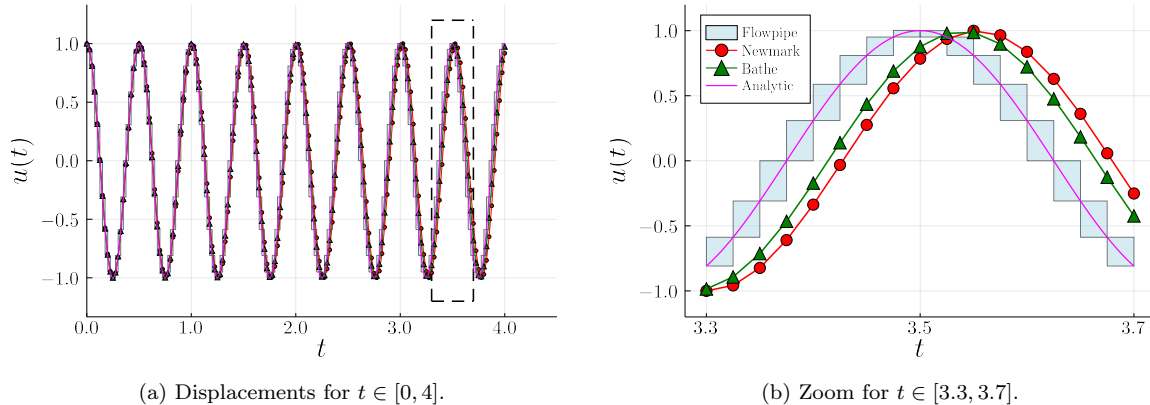 1.0
0.5
0.0
−0.5
−1.0
u(t)
0.0
1.0
2.0
3.0
4.0
t
(a) Displacements for t ∈ [0, 4].
Flowpipe
Newmark
Bathe
Analytic
1.0
0.5
0.0
−0.5
−1.0
u(t)
3.3
3.5
3.7
t
(b) Zoom for t ∈ [3.3, 3.7].